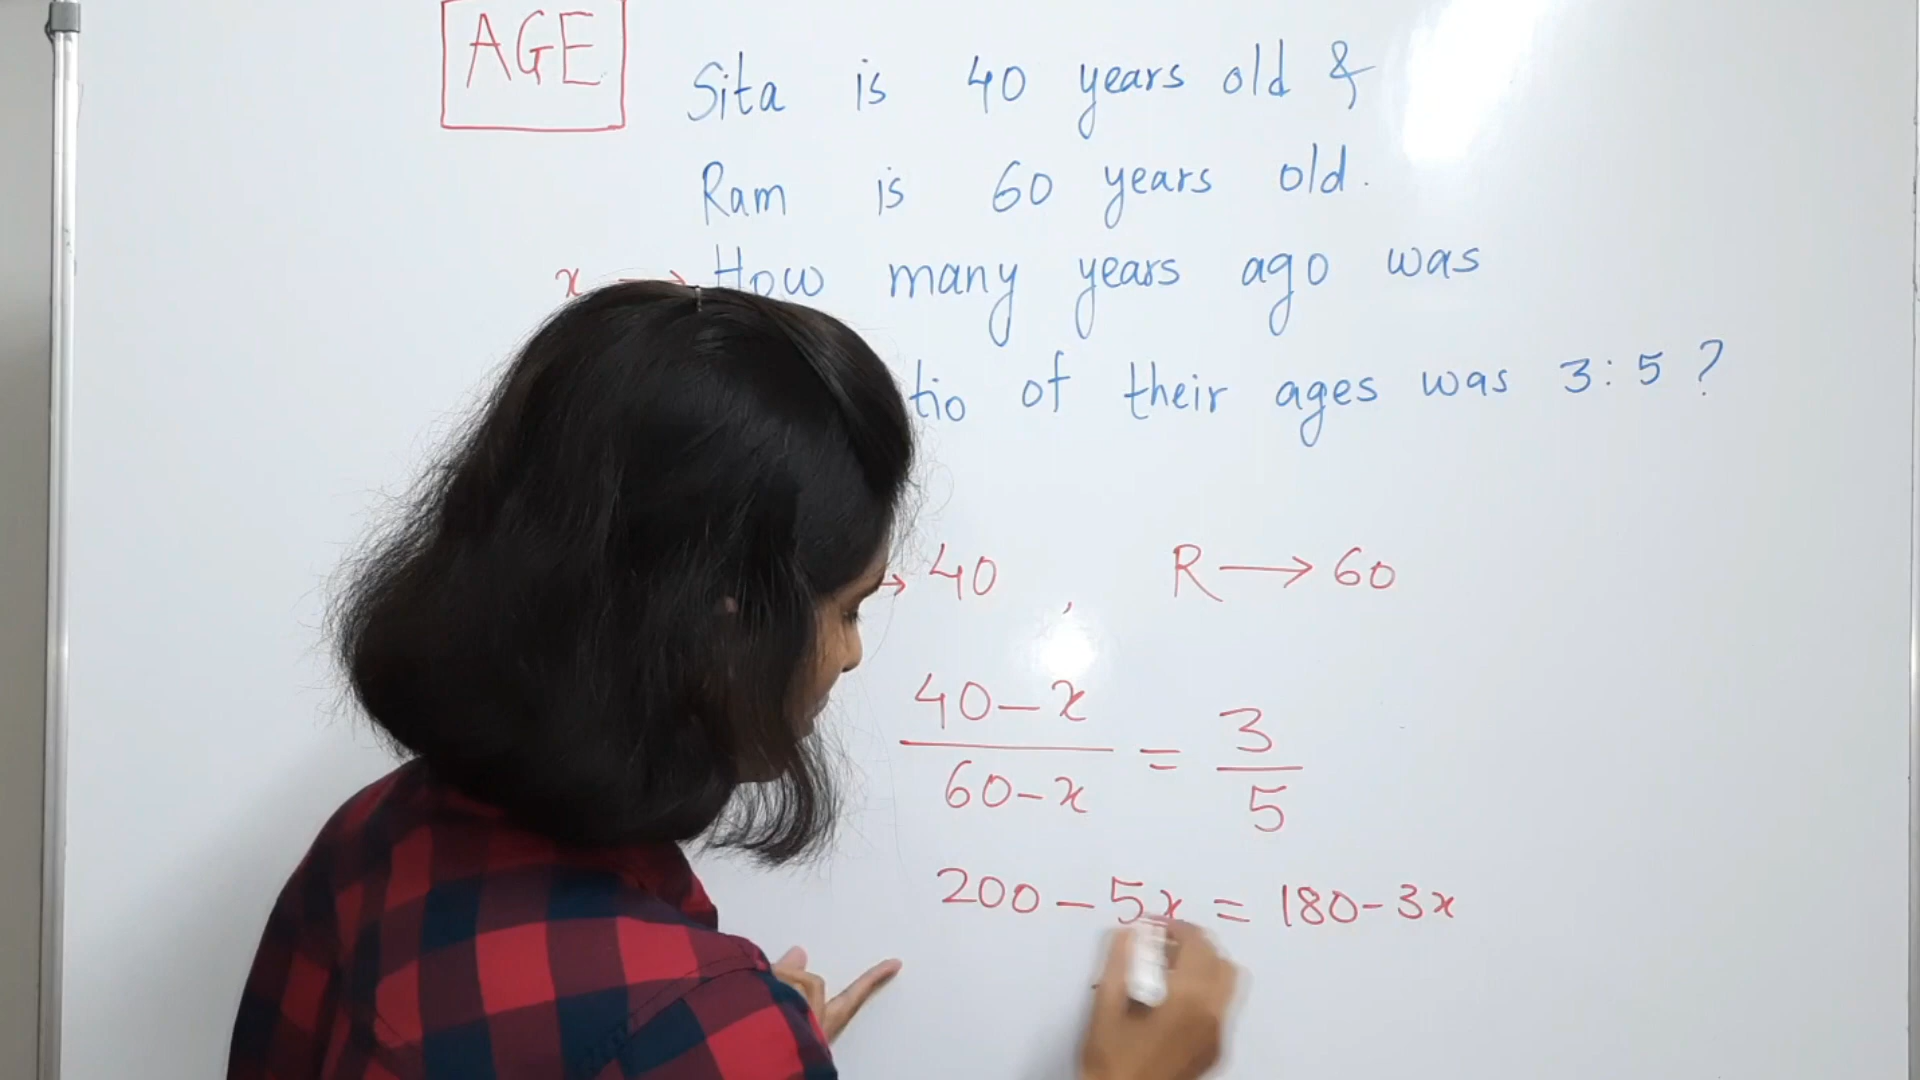 AGE
Sita is 40 years old &
Ram is 60 years old.
x → How many years ago was
tio of their ages was 3:5?
→ 40 , R → 60
40-x
60-x
=
3
5
200 - 5x = 180 - 3x